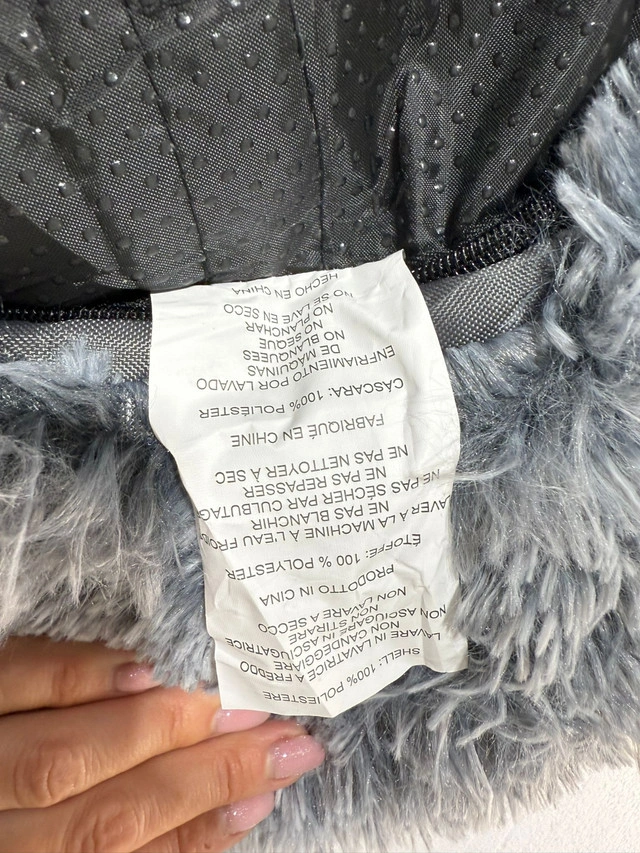 SHELL: 100% POLIESTERE
LAVARE IN LAVATRICE A FREDDO
NON CANDEGGIARE
NON ASCIUGARE IN ASCIUGATRICE
NON STIRARE
NON LAVARE A SECCO
PRODOTTO IN CINA
ÉTOFFE: 100 % POLYESTER
LAVER À LA MACHINE À L'EAU FROIDE
NE PAS BLANCHIR
NE PAS SÉCHER PAR CULBUTAG
NE PAS REPASSER
NE PAS NETTOYER À SEC
FABRIQUÉ EN CHINE
CÁSCARA: 100% POLIÉSTER
ENFRIAMIENTO POR LAVADO
DE MÁQUINAS
NO BLANQUEES
NO SEQUE
NO PLANCHAR
NO SE LAVE EN SECO
HECHO EN CHINA